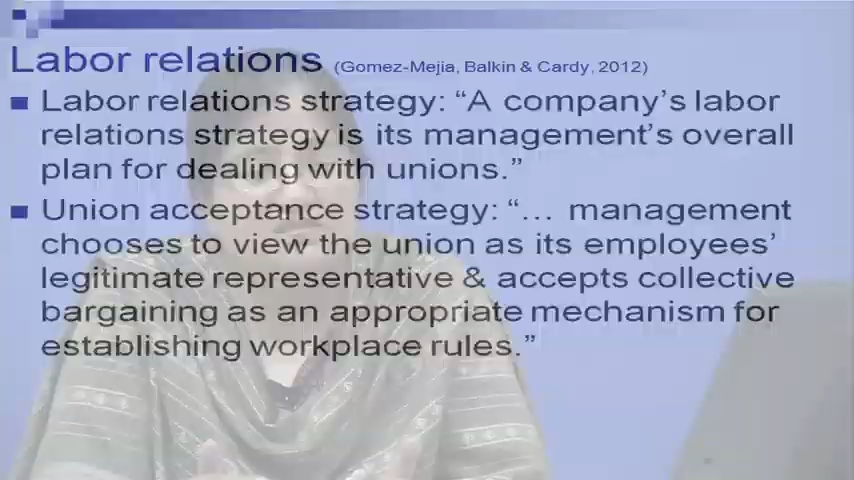 Labor relations (Gomez-Mejia, Balkin & Cardy, 2012)
Labor relations strategy: “A company’s labor
relations strategy is its management’s overall
plan for dealing with unions.”
Union acceptance strategy: “… management
chooses to view the union as its employees’
legitimate representative & accepts collective
bargaining as an appropriate mechanism for
establishing workplace rules.”